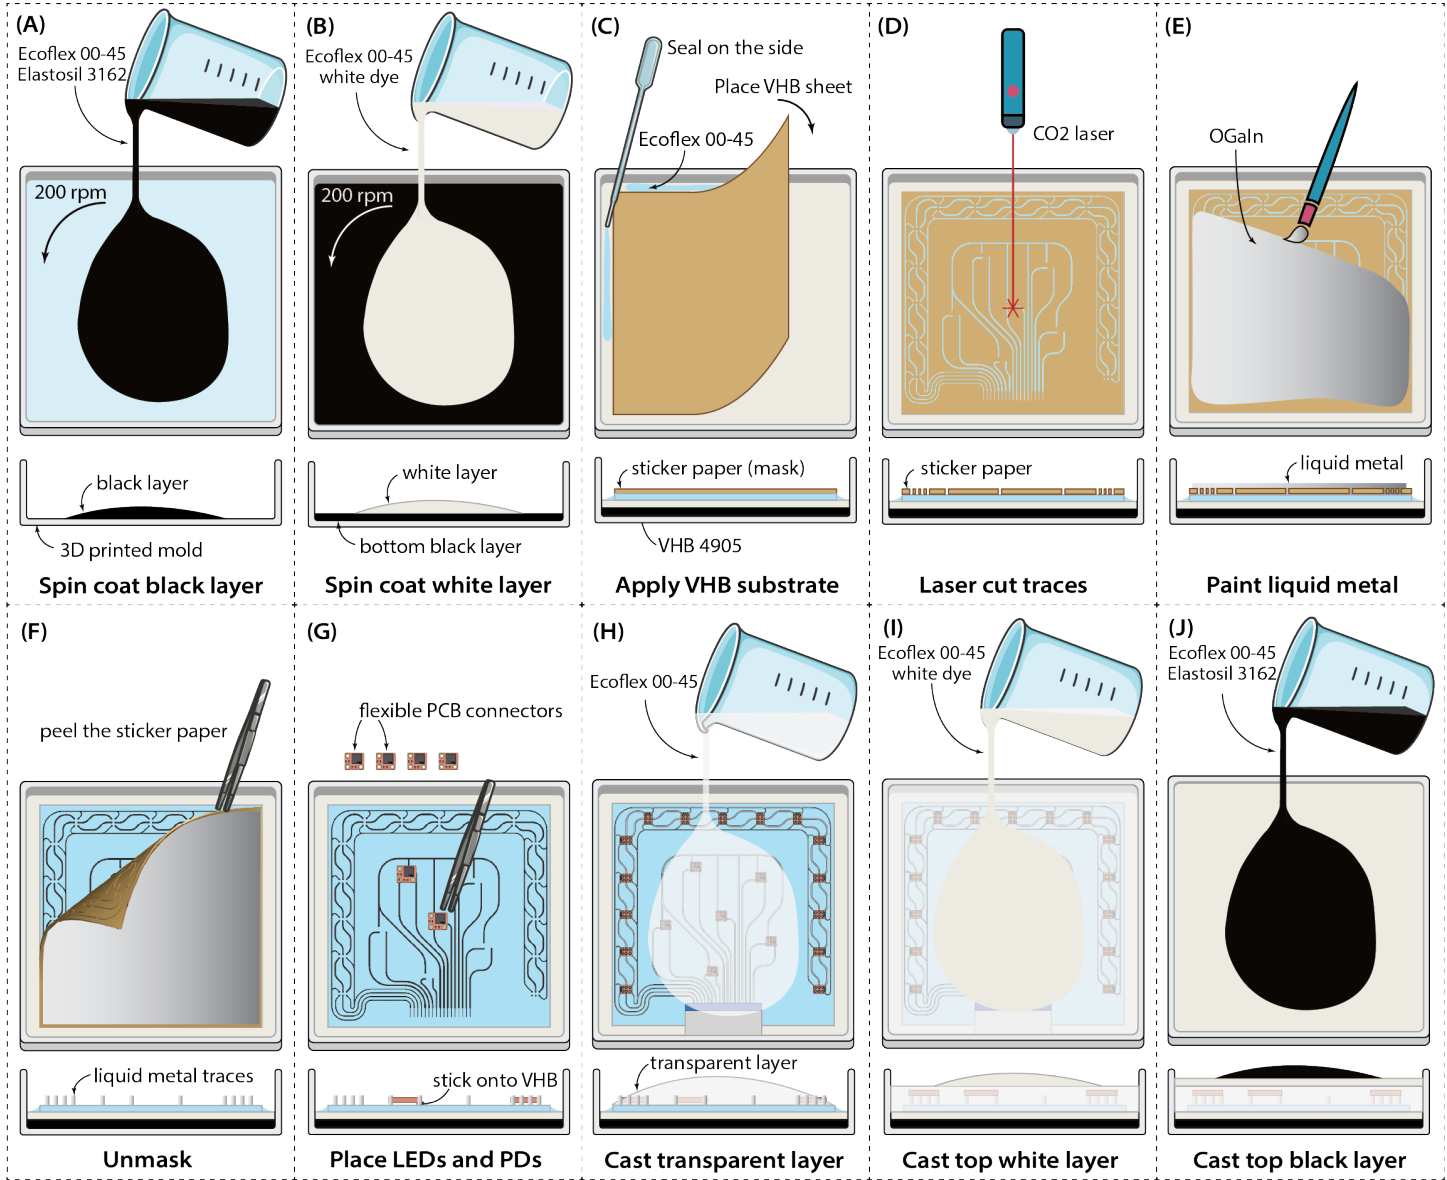 (A)
Ecoflex 00-45
Elastosil 3162
200 rpm
black layer
3D printed mold
Spin coat black layer
(B)
Ecoflex 00-45
white dye
200 rpm
white layer
bottom black layer
Spin coat white layer
(C)
Seal on the side
Place VHB sheet
Ecoflex 00-45
sticker paper (mask)
VHB 4905
Apply VHB substrate
(D)
CO2 laser
sticker paper
Laser cut traces
(E)
OGaIn
liquid metal
Paint liquid metal
(F)
peel the sticker paper
liquid metal traces
Unmask
(G)
flexible PCB connectors
stick onto VHB
Place LEDs and PDs
(H)
Ecoflex 00-45
transparent layer
Cast transparent layer
(I)
Ecoflex 00-45
white dye
Cast top white layer
(J)
Ecoflex 00-45
Elastosil 3162
Cast top black layer